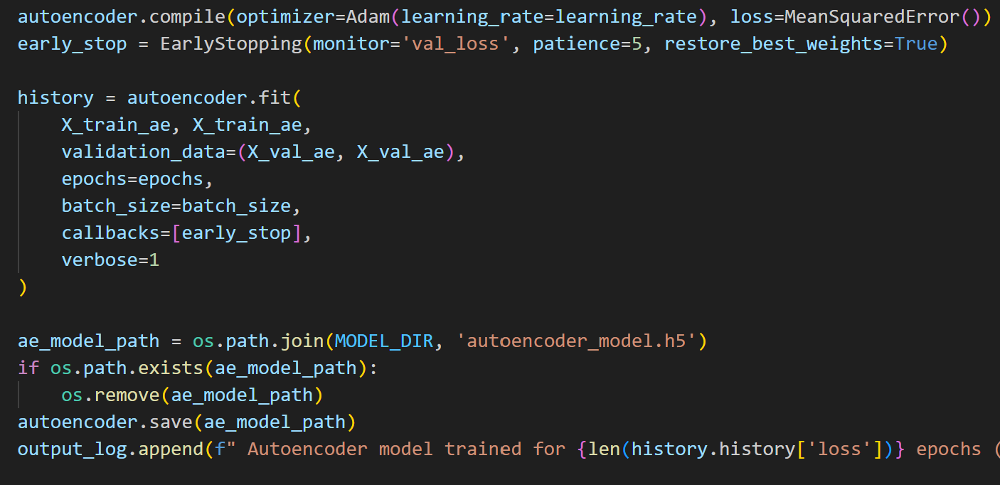 autoencoder.compile(optimizer=Adam(learning_rate=learning_rate), loss=MeanSquaredError())
early_stop = EarlyStopping(monitor='val_loss', patience=5, restore_best_weights=True)

history = autoencoder.fit(
    X_train_ae, X_train_ae,
    validation_data=(X_val_ae, X_val_ae),
    epochs=epochs,
    batch_size=batch_size,
    callbacks=[early_stop],
    verbose=1
)

ae_model_path = os.path.join(MODEL_DIR, 'autoencoder_model.h5')
if os.path.exists(ae_model_path):
    os.remove(ae_model_path)
autoencoder.save(ae_model_path)
output_log.append(f" Autoencoder model trained for {len(history.history['loss'])} epochs (